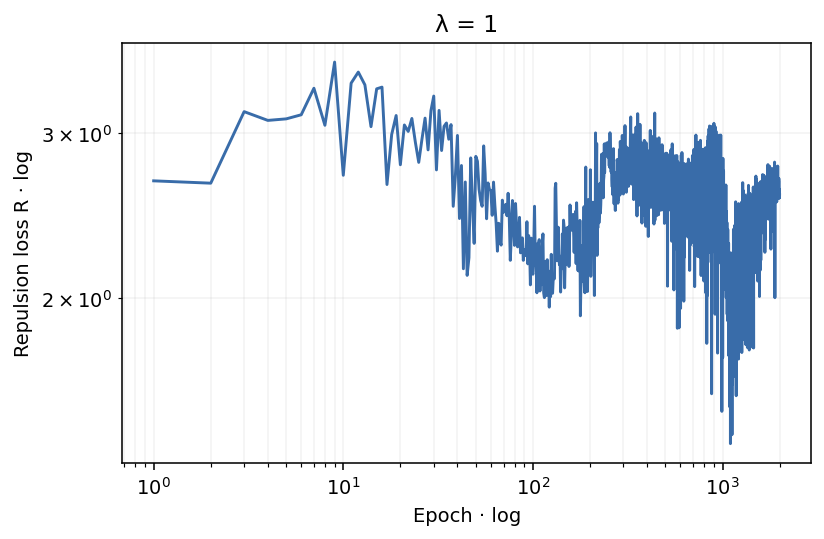 λ = 1
Repulsion loss R · log
3 × 10⁰
2 × 10⁰
10⁰ 10¹ 10² 10³
Epoch · log